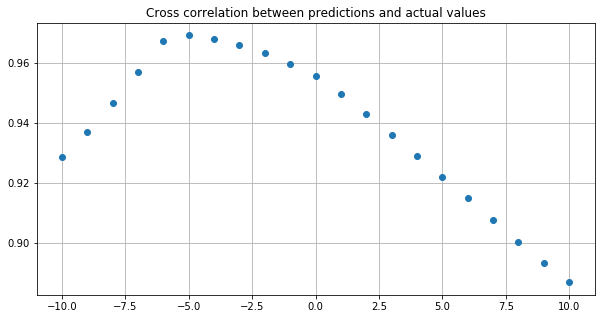 Cross correlation between predictions and actual values
0.96
0.94
0.92
0.90
−10.0 −7.5 −5.0 −2.5 0.0 2.5 5.0 7.5 10.0